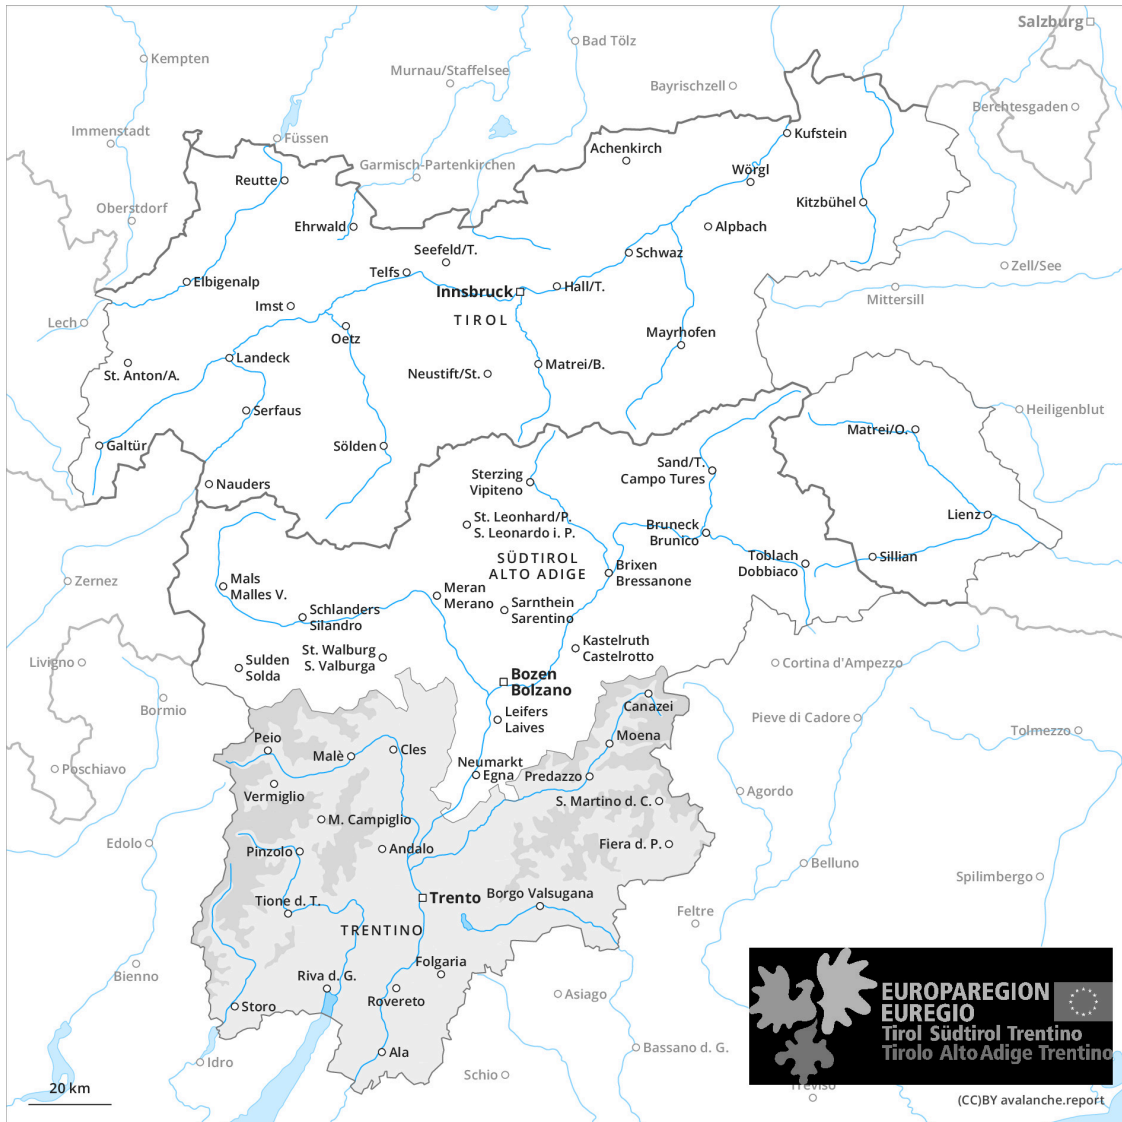 Salzburg
Bad Tölz
Kempten
Murnau/Staffelsee
Bayrischzell
Berchtesgaden
Immenstadt
Füssen
Kufstein
Achenkirch
Garmisch-Partenkirchen
Wörgl
Reutte
Kitzbühel
Oberstdorf
Ehrwald
Alpbach
Seefeld/T.
Schwaz
Zell/See
Telfs
Elbigenalp
Hall/T.
Innsbruck
Mittersill
Imst
TIROL
Lech
Oetz
Mayrhofen
Landeck
Matrei/B.
St. Anton/A.
Neustift/St.
Serfaus
Heiligenblut
Matrei/O.
Galtür
Sölden
Sand/T.
Campo Tures
Sterzing
Vipiteno
Nauders
St. Leonhard/P.
S. Leonardo i. P.
Lienz
Bruneck
Brunico
SÜDTIROL
ALTO ADIGE
Toblach
Dobbiaco
Sillian
Brixen
Bressanone
Zernez
Mals
Malles V.
Meran
Merano
Sarnthein
Sarentino
Schlanders
Silandro
Kastelruth
Castelrotto
St. Walburg
S. Valburga
Livigno
Sulden
Solda
Cortina d'Ampezzo
Bozen
Bolzano
Bormio
Canazei
Leifers
Laives
Pieve di Cadore
Tolmezzo
Peio
Moena
Malè
Cles
Neumarkt
Egna
Poschiavo
Predazzo
Vermiglio
Agordo
S. Martino d. C.
M. Campiglio
Edolo
Pinzolo
Andalo
Fiera d. P.
Belluno
Spilimbergo
Borgo Valsugana
Trento
Tione d. T.
Feltre
TRENTINO
Folgaria
Bienno
Riva d. G.
Rovereto
Asiago
Storo
EUROPAREGION
EUREGIO
Tirol Südtirol Trentino
Tirolo Alto Adige Trentino
Ala
Idro
Bassano d. G.
Schio
Treviso
20 km
(CC)BY avalanche.report